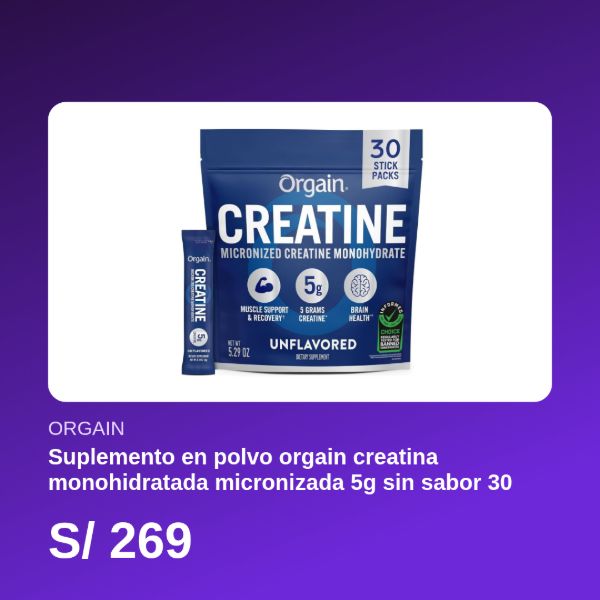 30
STICK
PACKS
Orgain
CREATINE
MICRONIZED CREATINE MONOHYDRATE
MUSCLE SUPPORT
& RECOVERY
5g
5 GRAMS
CREATINE
BRAIN
HEALTH
UNFLAVORED
DIETARY SUPPLEMENT
NET WT
5.29 OZ
INFORMED
CHOICE
Orgain
CREATINE
UNFLAVORED
ORGAIN
Suplemento en polvo orgain creatina
monohidratada micronizada 5g sin sabor 30
S/ 269